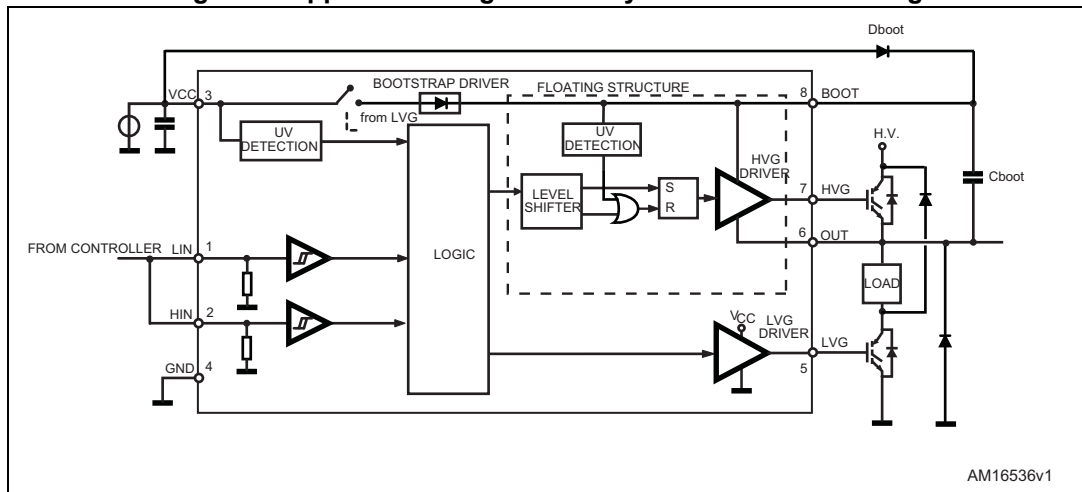 Dboot
BOOTSTRAP DRIVER
FLOATING STRUCTURE
VCC 3
8 BOOT
from LVG
UV
DETECTION
UV
DETECTION
H.V.
HVG
DRIVER
Cboot
7 HVG
LEVEL
SHIFTER
S
R
6 OUT
FROM CONTROLLER LIN 1
LOGIC
LOAD
HIN 2
VCC
LVG
DRIVER
LVG
5
GND 4
AM16536v1